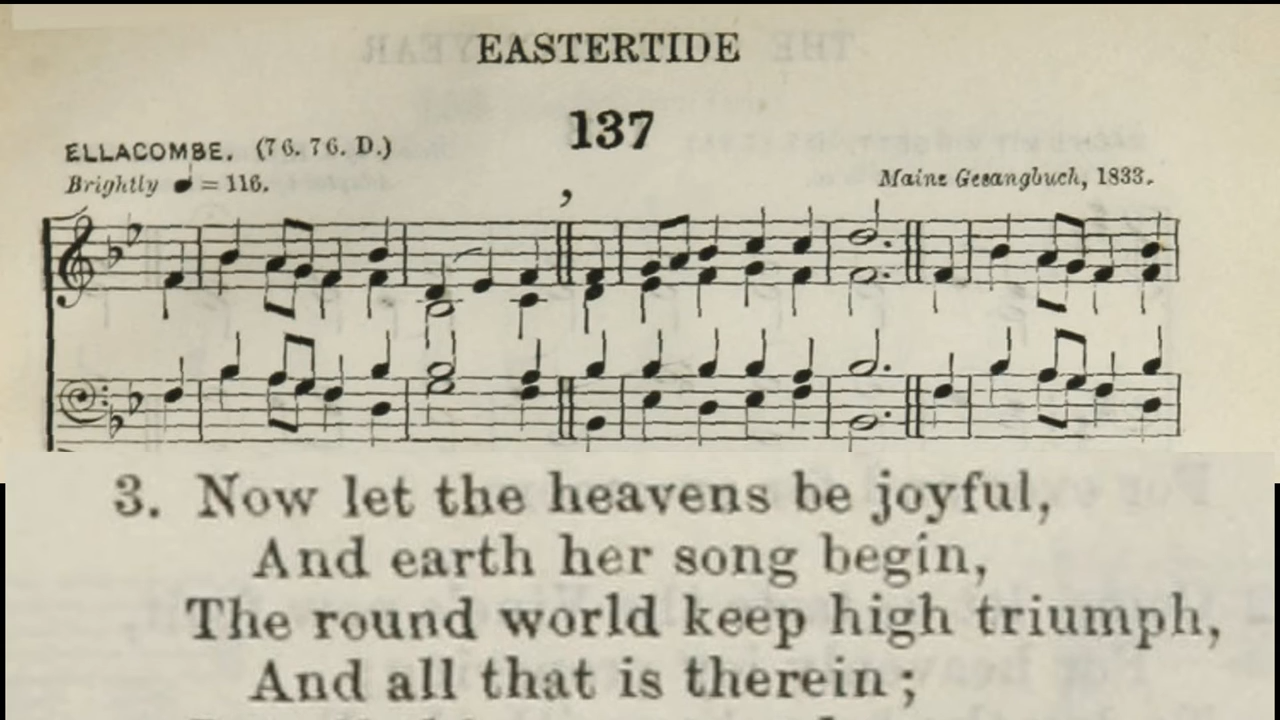 EASTERTIDE
137
ELLACOMBE. (76. 76. D.)
Brightly = 116.
Mainz Gesangbuch, 1833.
3. Now let the heavens be joyful,
And earth her song begin,
The round world keep high triumph,
And all that is therein;